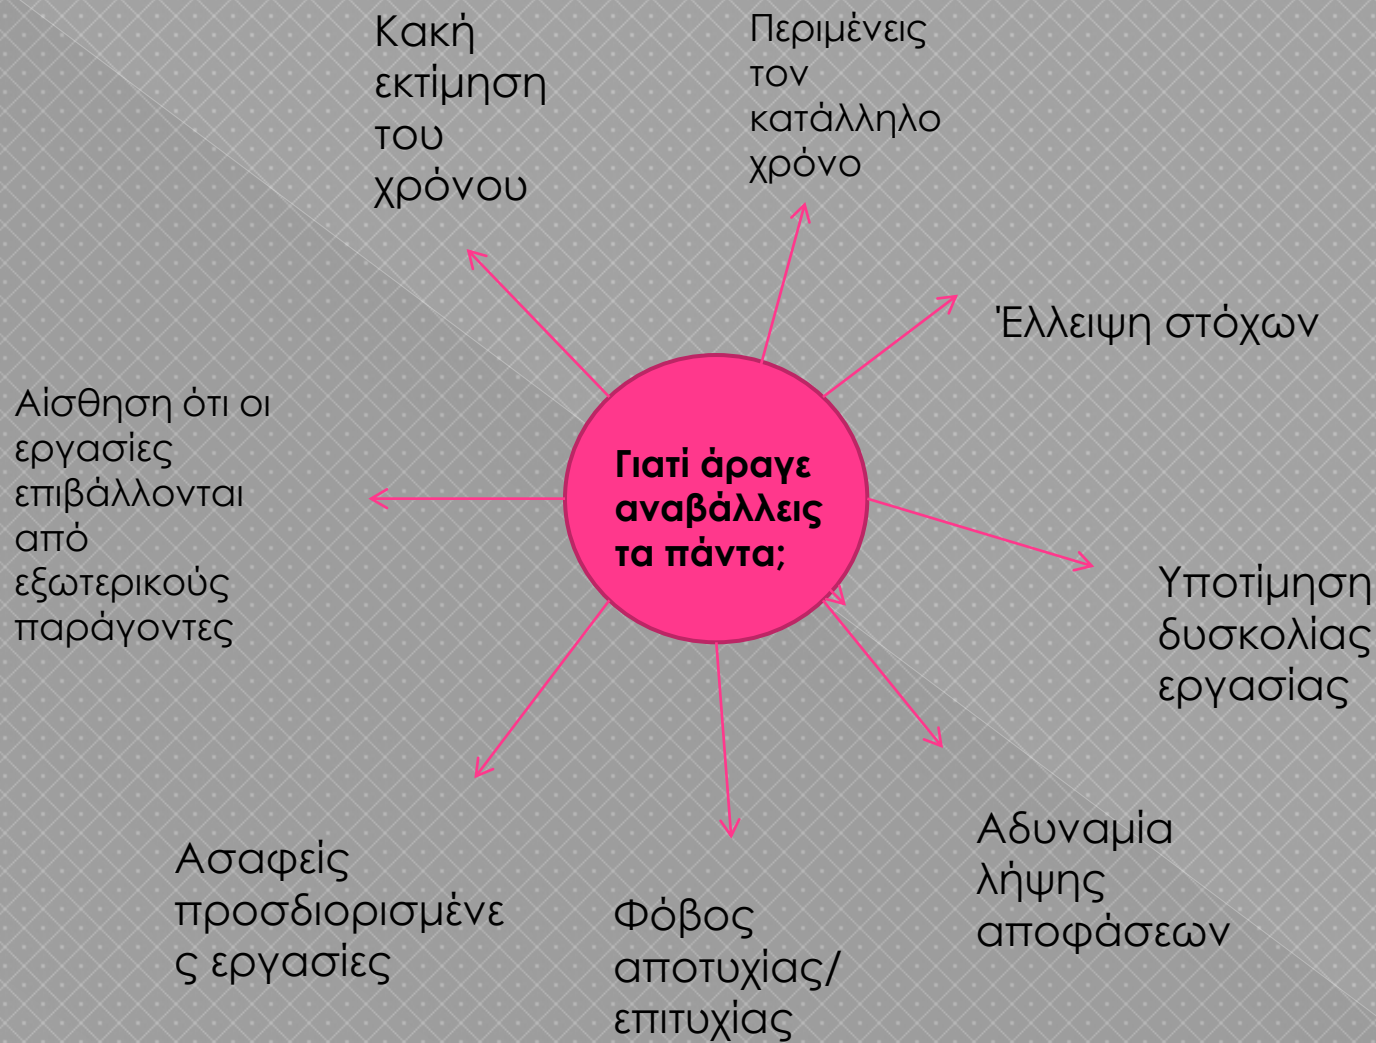 Κακή
εκτίμηση
του
χρόνου
Περιμένεις
τον
κατάλληλο
χρόνο
Έλλειψη στόχων
Αίσθηση ότι οι
εργασίες
επιβάλλονται
από
εξωτερικούς
παράγοντες
Γιατί άραγε
αναβάλλεις
τα πάντα;
Υποτίμηση
δυσκολίας
εργασίας
Αδυναμία
λήψης
αποφάσεων
Ασαφείς
προσδιορισμένε
ς εργασίες
Φόβος
αποτυχίας/
επιτυχίας